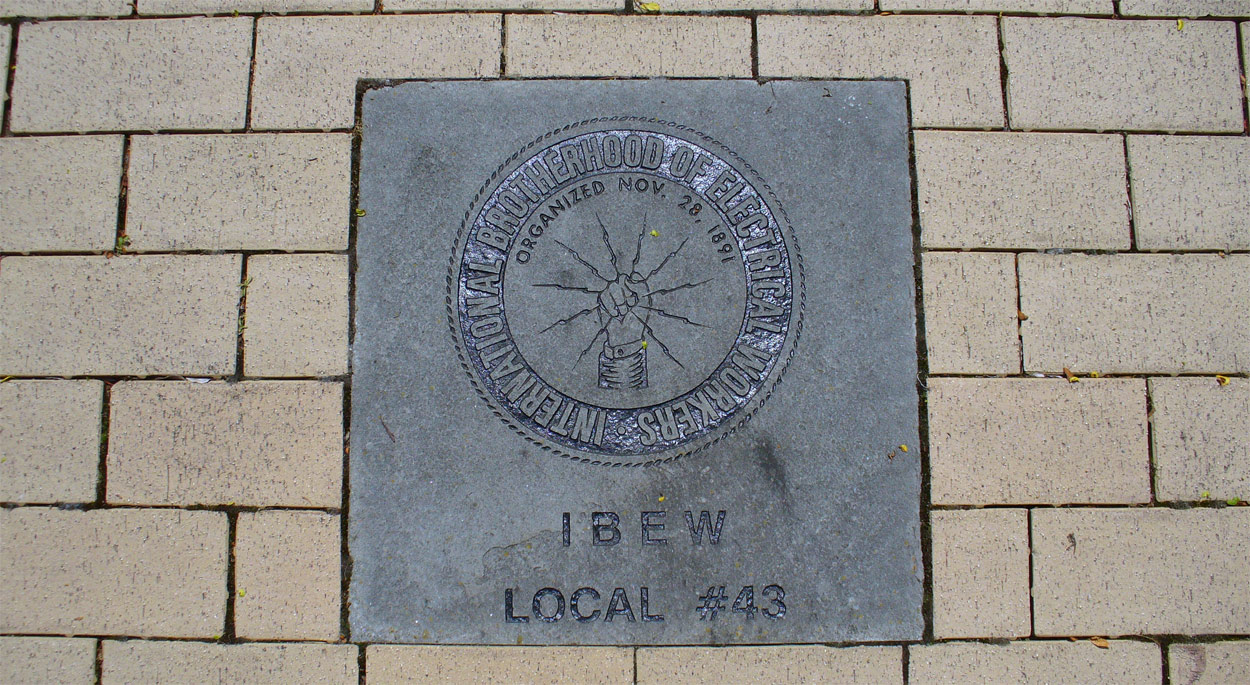 INTERNATIONAL BROTHERHOOD OF ELECTRICAL WORKERS •
ORGANIZED NOV. 28, 1891
IBEW
LOCAL #43